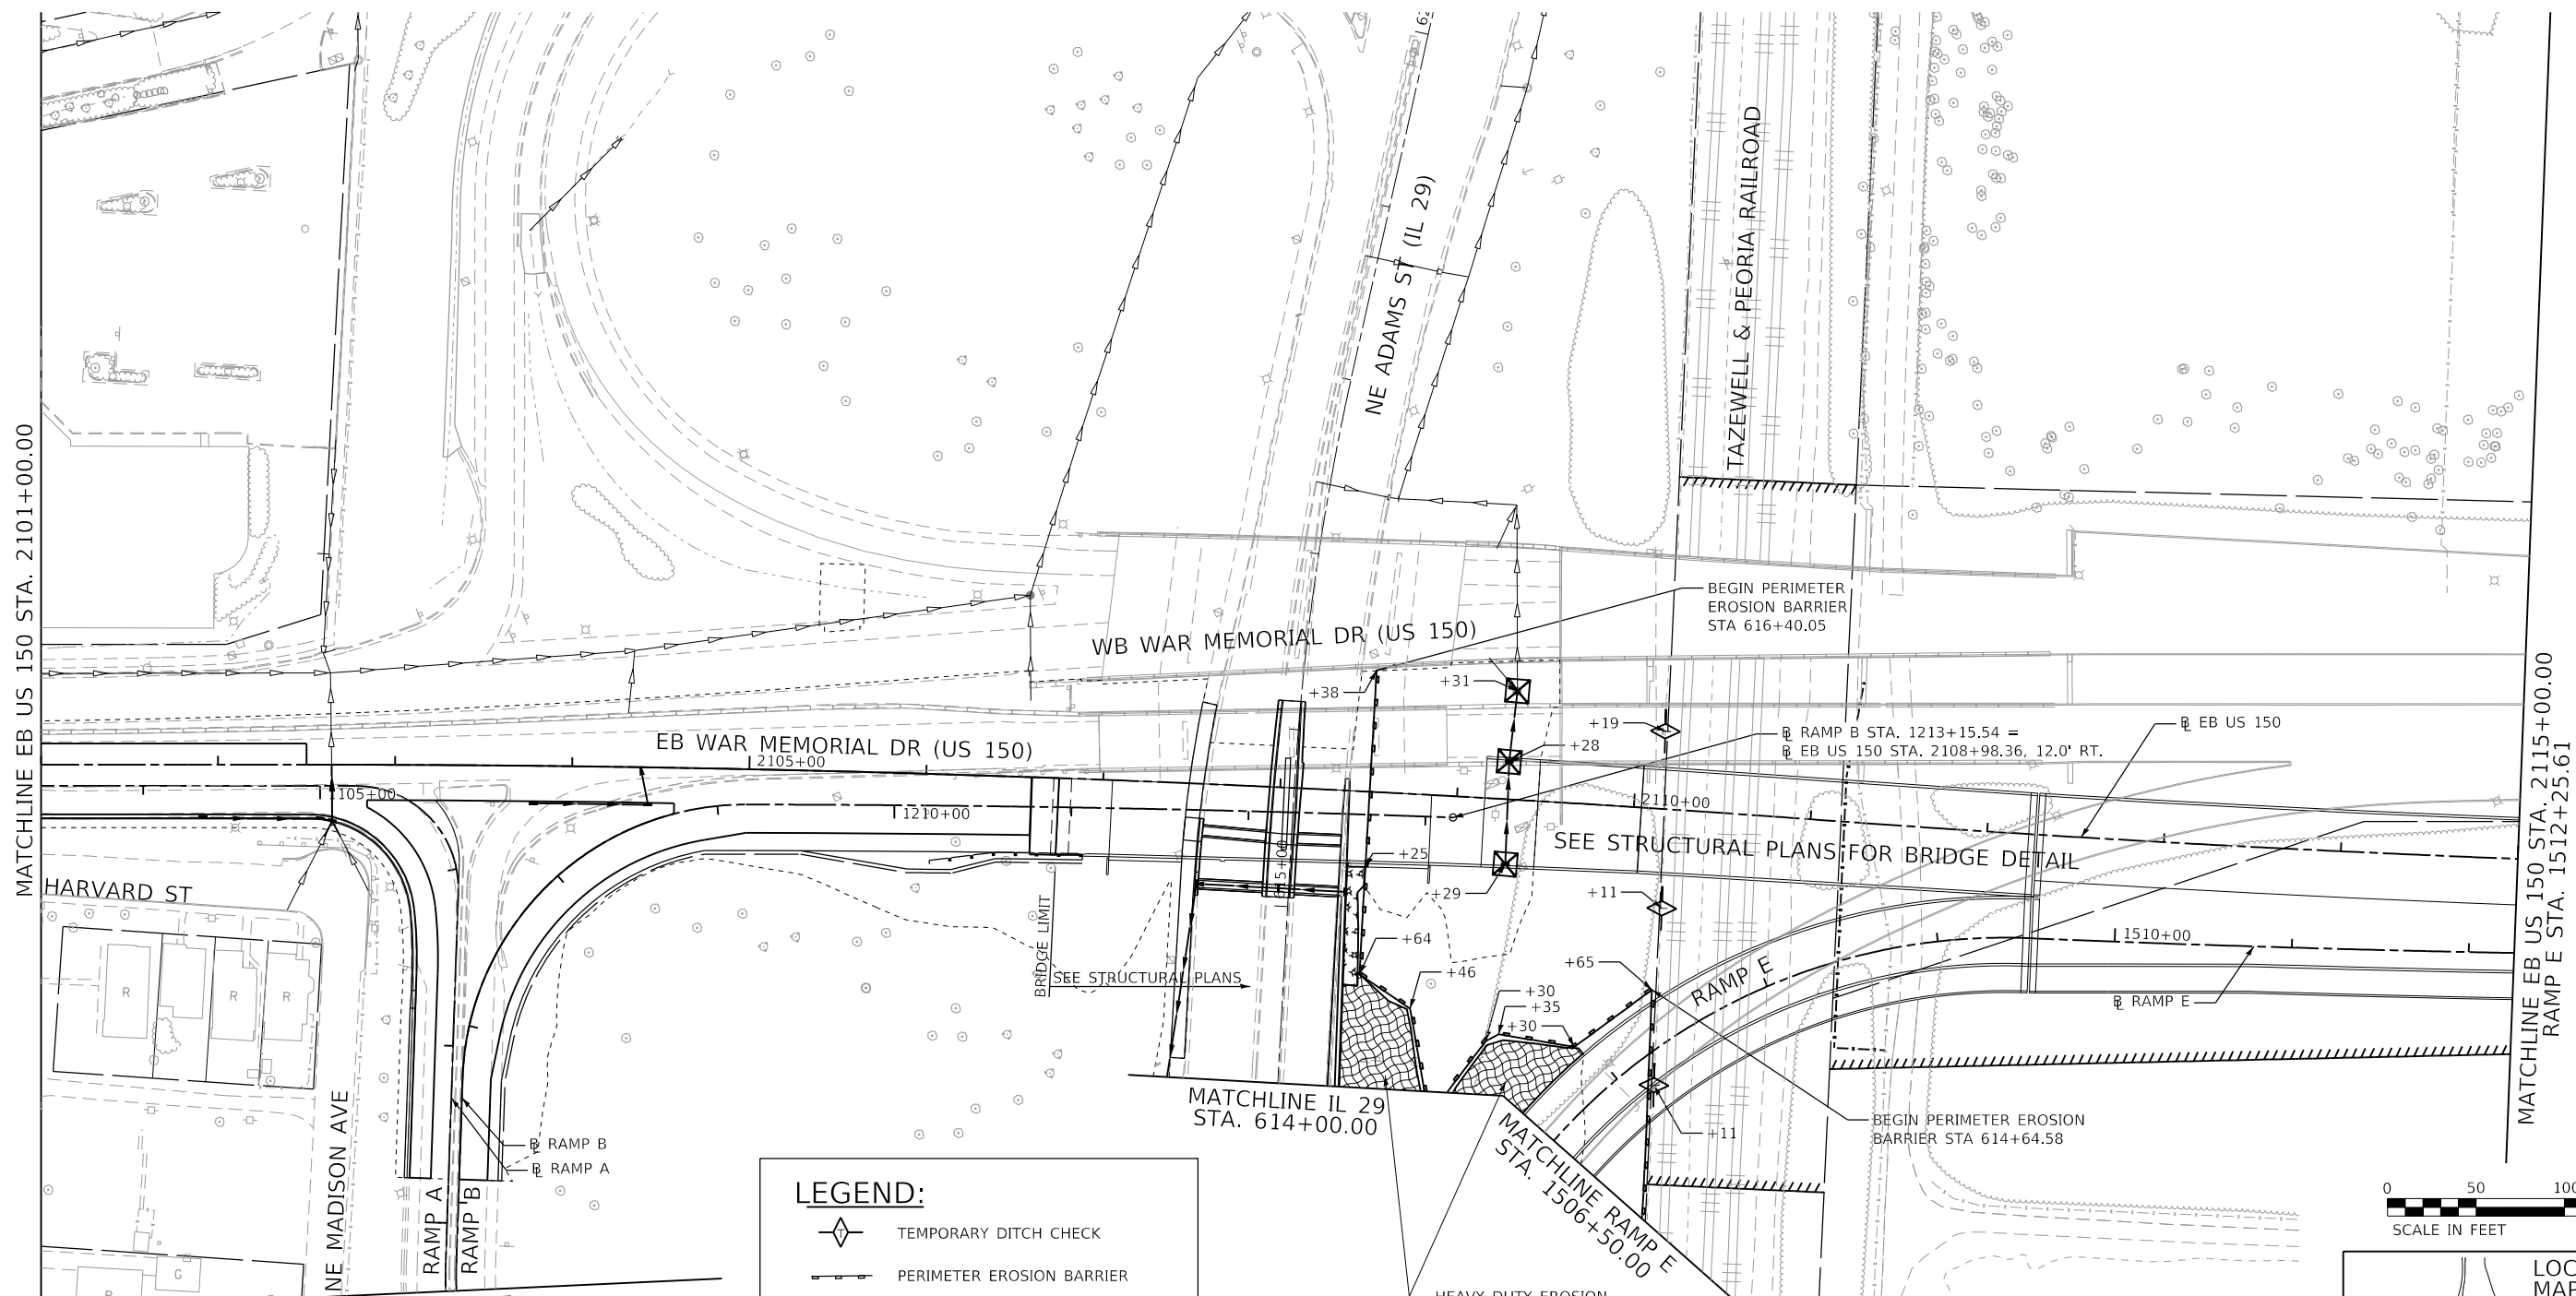 MATCHLINE EB US 150 STA. 2101+00.00
NE ADAMS ST (IL 29)
TAZEWELL & PEORIA RAILROAD
BEGIN PERIMETER
EROSION BARRIER
STA 616+40.05
WB WAR MEMORIAL DR (US 150)
+38
+31
+19
+28
℄ RAMP B STA. 1213+15.54 =
℄ EB US 150 STA. 2108+98.36, 12.0' RT.
℄ EB US 150
EB WAR MEMORIAL DR (US 150)
2105+00
1105+00
1210+00
2110+00
SEE STRUCTURAL PLANS FOR BRIDGE DETAIL
615+00
+25
+29
+11
HARVARD ST
BRIDGE LIMIT
SEE STRUCTURAL PLANS
+64
+46
+65
+30
+35
+30
RAMP E
1510+00
℄ RAMP E
MATCHLINE EB US 150 STA. 2115+00.00
RAMP E STA. 1512+25.61
R
R
R
MATCHLINE IL 29
STA. 614+00.00
MATCHLINE RAMP E
STA. 1506+50.00
+11
BEGIN PERIMETER EROSION
BARRIER STA 614+64.58
NE MADISON AVE
RAMP A
RAMP B
℄ RAMP B
℄ RAMP A
G
LEGEND:
T
TEMPORARY DITCH CHECK
PERIMETER EROSION BARRIER
HEAVY DUTY EROSION
0 50 100
SCALE IN FEET